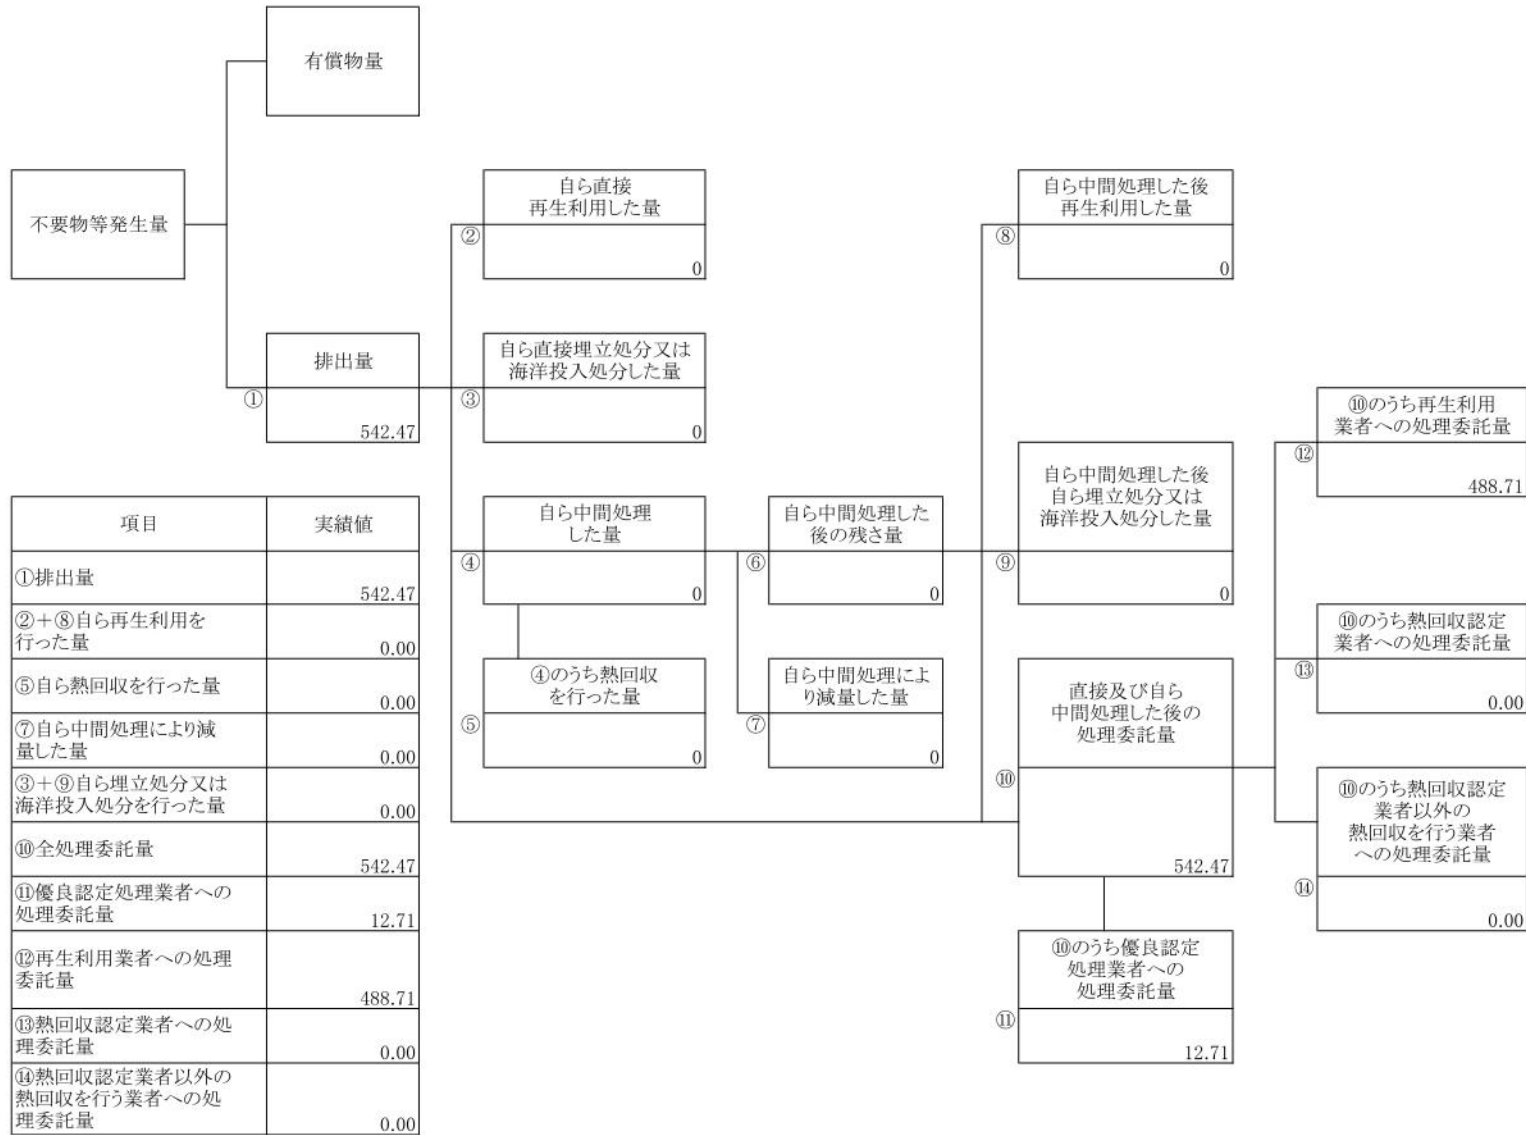 有償物量
不要物等発生量
自ら直接
再生利用した量
②
0
自ら中間処理した後
再生利用した量
⑧
0
排出量
①
542.47
自ら直接埋立処分又は
海洋投入処分した量
③
0
⑩のうち再生利用
業者への処理委託量
⑫
488.71
自ら中間処理
した量
④
0
自ら中間処理した
後の残さ量
⑥
0
自ら中間処理した後
自ら埋立処分又は
海洋投入処分した量
⑨
0
⑩のうち熱回収認定
業者への処理委託量
⑬
0.00
④のうち熱回収
を行った量
⑤
0
自ら中間処理によ
り減量した量
⑦
0
直接及び自ら
中間処理した後の
処理委託量
⑩
542.47
⑩のうち熱回収認定
業者以外の
熱回収を行う業者
への処理委託量
⑭
0.00
⑩のうち優良認定
処理業者への
処理委託量
⑪
12.71
項目
実績値
①排出量
542.47
②+⑧自ら再生利用を
行った量
0.00
⑤自ら熱回収を行った量
0.00
⑦自ら中間処理により減
量した量
0.00
③+⑨自ら埋立処分又は
海洋投入処分を行った量
0.00
⑩全処理委託量
542.47
⑪優良認定処理業者への
処理委託量
12.71
⑫再生利用業者への処理
委託量
488.71
⑬熱回収認定業者への処
理委託量
0.00
⑭熱回収認定業者以外の
熱回収を行う業者への処
理委託量
0.00